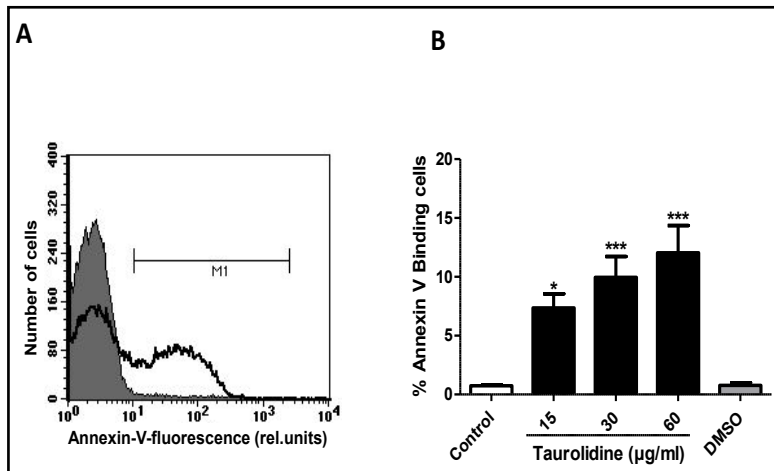 A
B
Number of cells
400
320
240
160
80
0
M1
10⁰ 10¹ 10² 10³ 10⁴
Annexin-V-fluorescence (rel.units)
% Annexin V Binding cells
20
15
10
5
0
*
***
***
Control
15
30
60
DMSO
Taurolidine (µg/ml)